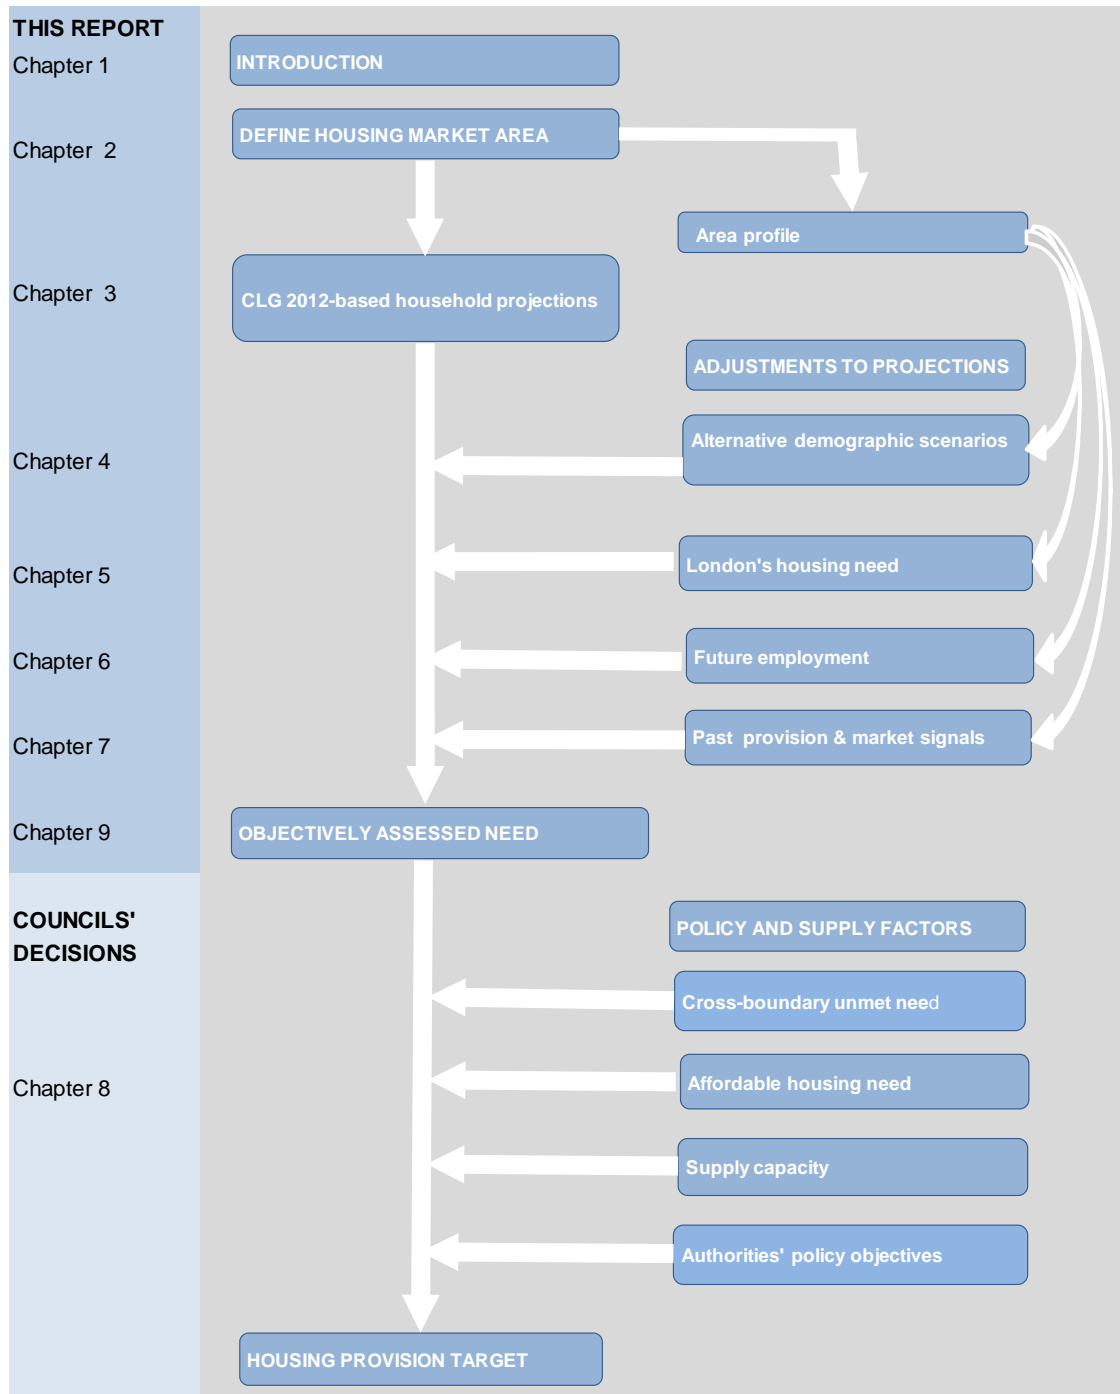 THIS REPORT
Chapter 1
INTRODUCTION
DEFINE HOUSING MARKET AREA
Chapter 2
Area profile
Chapter 3
CLG 2012-based household projections
ADJUSTMENTS TO PROJECTIONS
Alternative demographic scenarios
Chapter 4
London's housing need
Chapter 5
Future employment
Chapter 6
Past provision & market signals
Chapter 7
Chapter 9
OBJECTIVELY ASSESSED NEED
COUNCILS'
DECISIONS
POLICY AND SUPPLY FACTORS
Cross-boundary unmet need
Chapter 8
Affordable housing need
Supply capacity
Authorities' policy objectives
HOUSING PROVISION TARGET